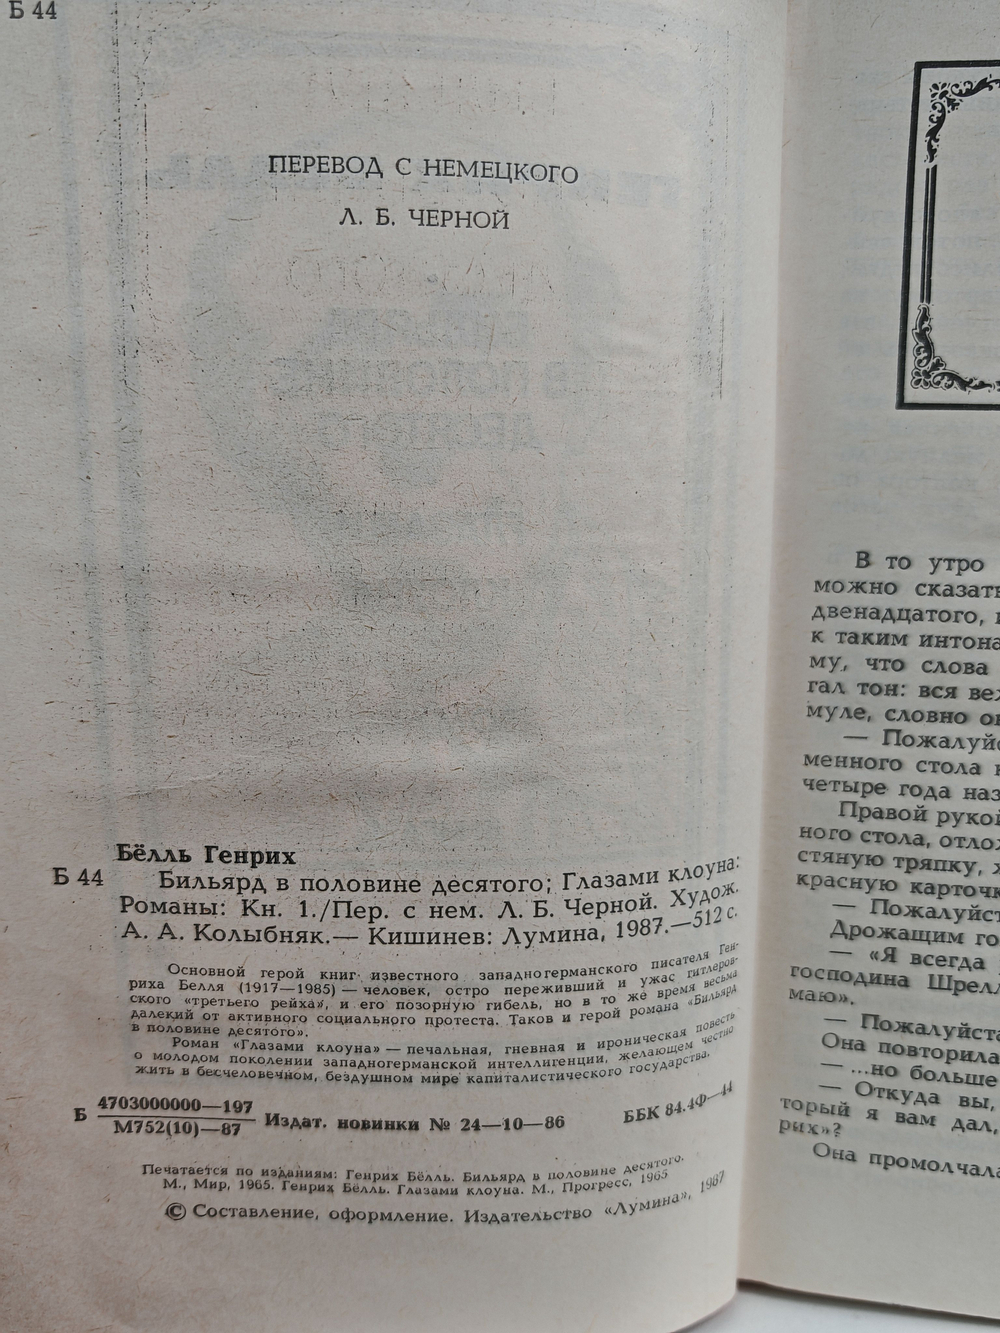 Б 44
ПЕРЕВОД С НЕМЕЦКОГО
Л. Б. ЧЕРНОЙ
Бёлль Генрих
Б 44 Бильярд в половине десятого; Глазами клоуна:
Романы: Кн. 1./Пер. с нем. Л. Б. Черной. Худож.
А. А. Колыбняк.— Кишинев: Лумина, 1987.—512 с.
Основной герой книг известного западногерманского писателя Ген-
риха Белля (1917—1985) — человек, остро переживший и ужас гитлеров-
ского «третьего рейха», и его позорную гибель, но в то же время весьма
далекий от активного социального протеста. Таков и герой романа «Бильярд
в половине десятого».
Роман «Глазами клоуна» — печальная, гневная и ироническая повесть
о молодом поколении западногерманской интеллигенции, желающем честно
жить в бесчеловечном, бездушном мире капиталистического государства.
Б 4703000000—197
М752(10)—87 Издат. новинки № 24—10—86 ББК 84.4Ф—44
Печатается по изданиям: Генрих Бёлль. Бильярд в половине десятого.
М., Мир, 1965. Генрих Бёлль. Глазами клоуна. М., Прогресс, 1965
© Составление, оформление. Издательство «Лумина», 1987
В то утро
можно сказать
двенадцатого,
к таким интона
му, что слова
гал тон: вся веж
муле, словно он
— Пожалуйс
менного стола н
четыре года наз
Правой рукой
ного стола, отлож
стяную тряпку, х
красную карточк
— Пожалуйст
Дрожащим го
— «Я всегда
господина Шрелл
маю».
— Пожалуйста
Она повторила
— ...но больше
— Откуда вы,
торый я вам дал,
рих»?
Она промолчала